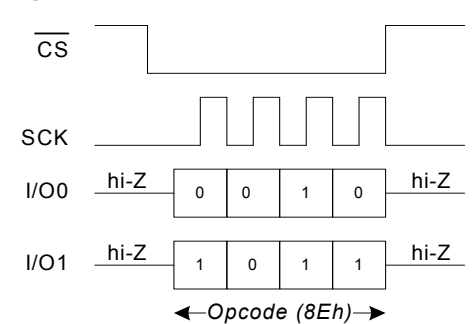 CS
SCK
I/O0 hi-Z 0 0 1 0 hi-Z
I/O1 hi-Z 1 0 1 1 hi-Z
Opcode (8Eh)